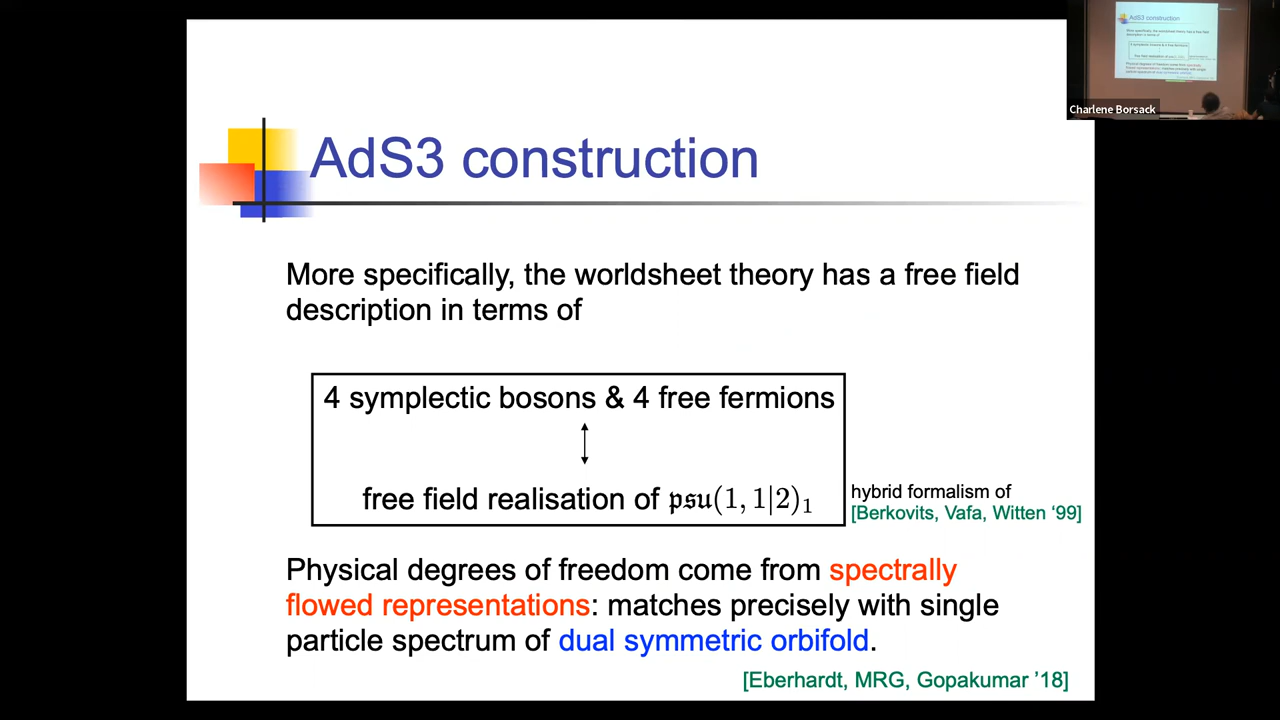 AdS3 construction
Charlene Borsack
More specifically, the worldsheet theory has a free field
description in terms of
4 symplectic bosons & 4 free fermions
free field realisation of 𝔭𝔰𝔲(1, 1|2)₁
hybrid formalism of
[Berkovits, Vafa, Witten ‘99]
Physical degrees of freedom come from spectrally
flowed representations: matches precisely with single
particle spectrum of dual symmetric orbifold.
[Eberhardt, MRG, Gopakumar ’18]